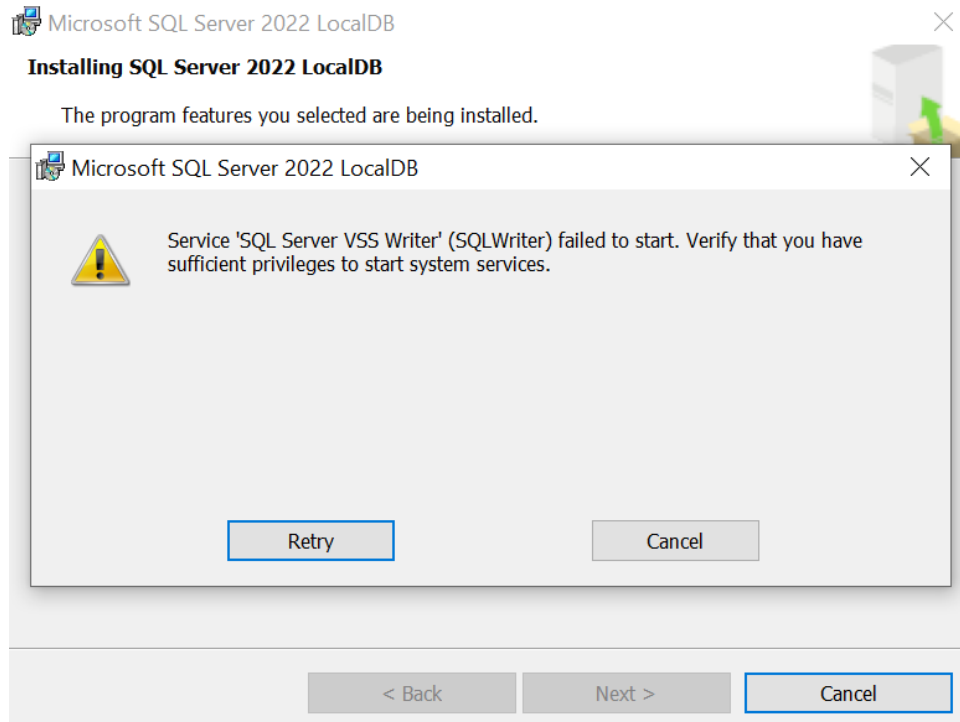 Microsoft SQL Server 2022 LocalDB
Installing SQL Server 2022 LocalDB
The program features you selected are being installed.
Microsoft SQL Server 2022 LocalDB
Service 'SQL Server VSS Writer' (SQLWriter) failed to start. Verify that you have
sufficient privileges to start system services.
Retry
Cancel
< Back
Next >
Cancel